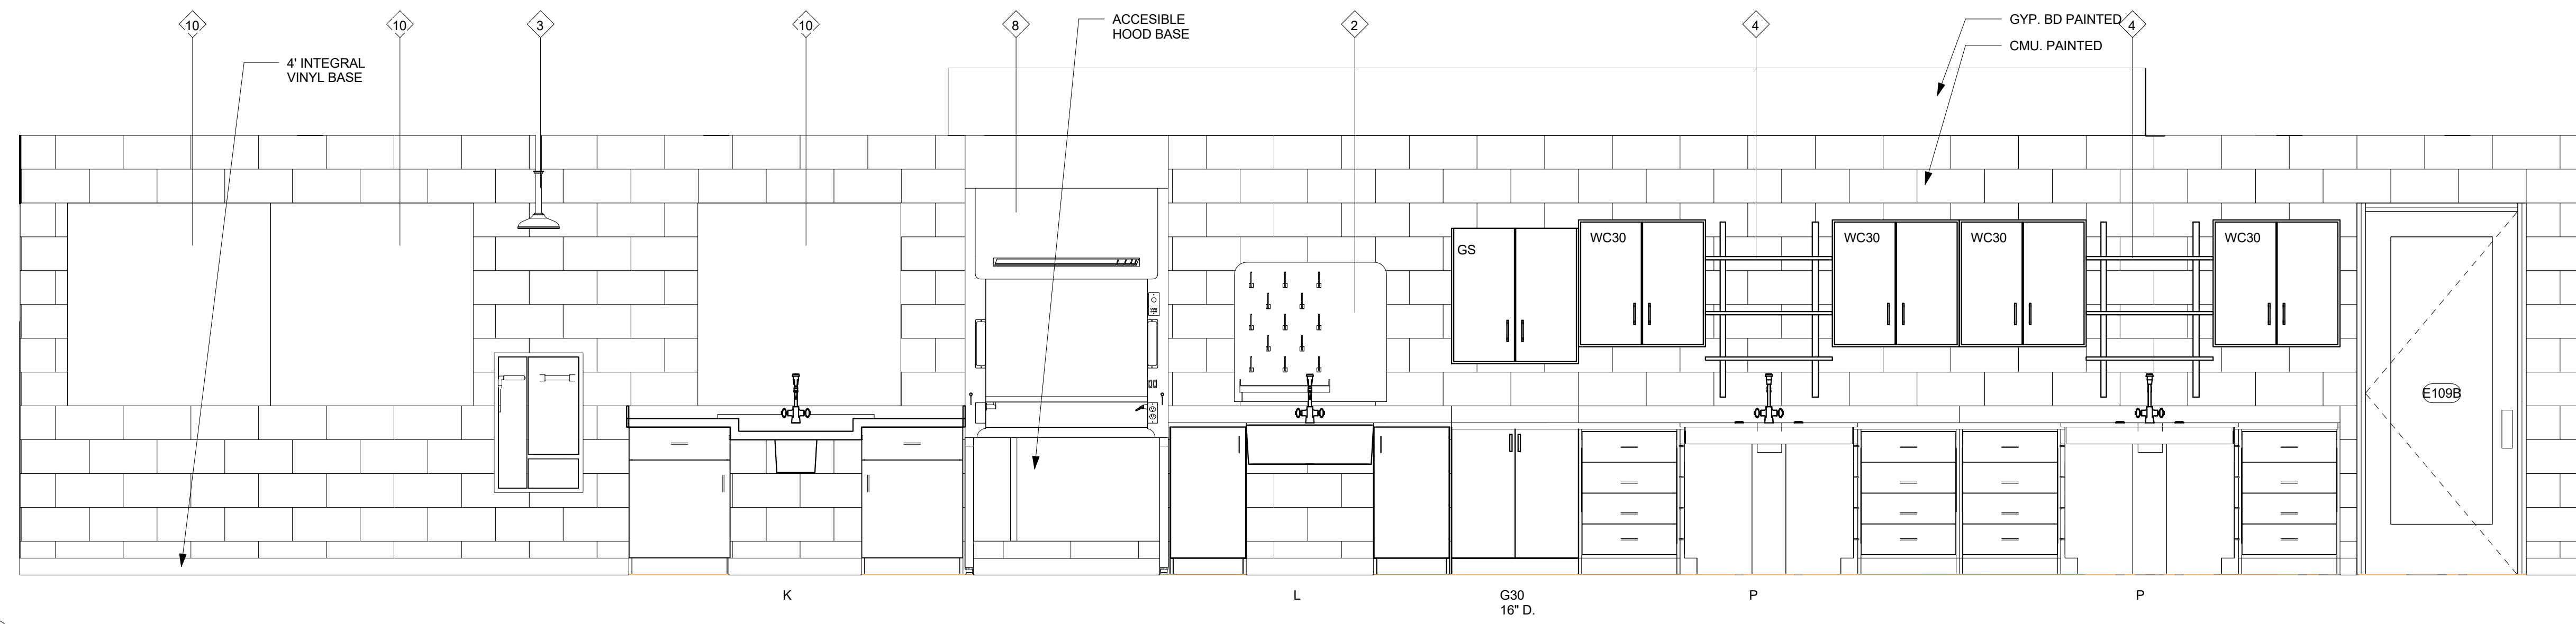 10
10
3
10
8
ACCESIBLE
HOOD BASE
2
4
GYP. BD PAINTED
4
CMU. PAINTED
4' INTEGRAL
VINYL BASE
GS
WC30
WC30
WC30
WC30
E109B
K
L
G30
16" D.
P
P